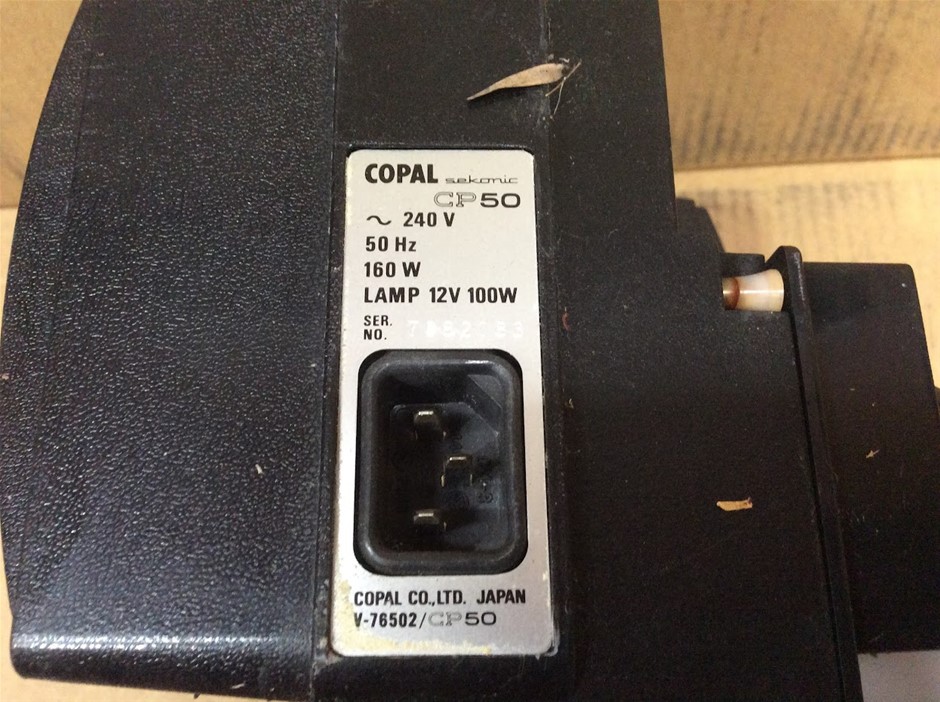 COPAL sekonic
CP50
~ 240 V
50 Hz
160 W
LAMP 12V 100W
SER.
NO.
COPAL CO.,LTD. JAPAN
V-76502/CP50